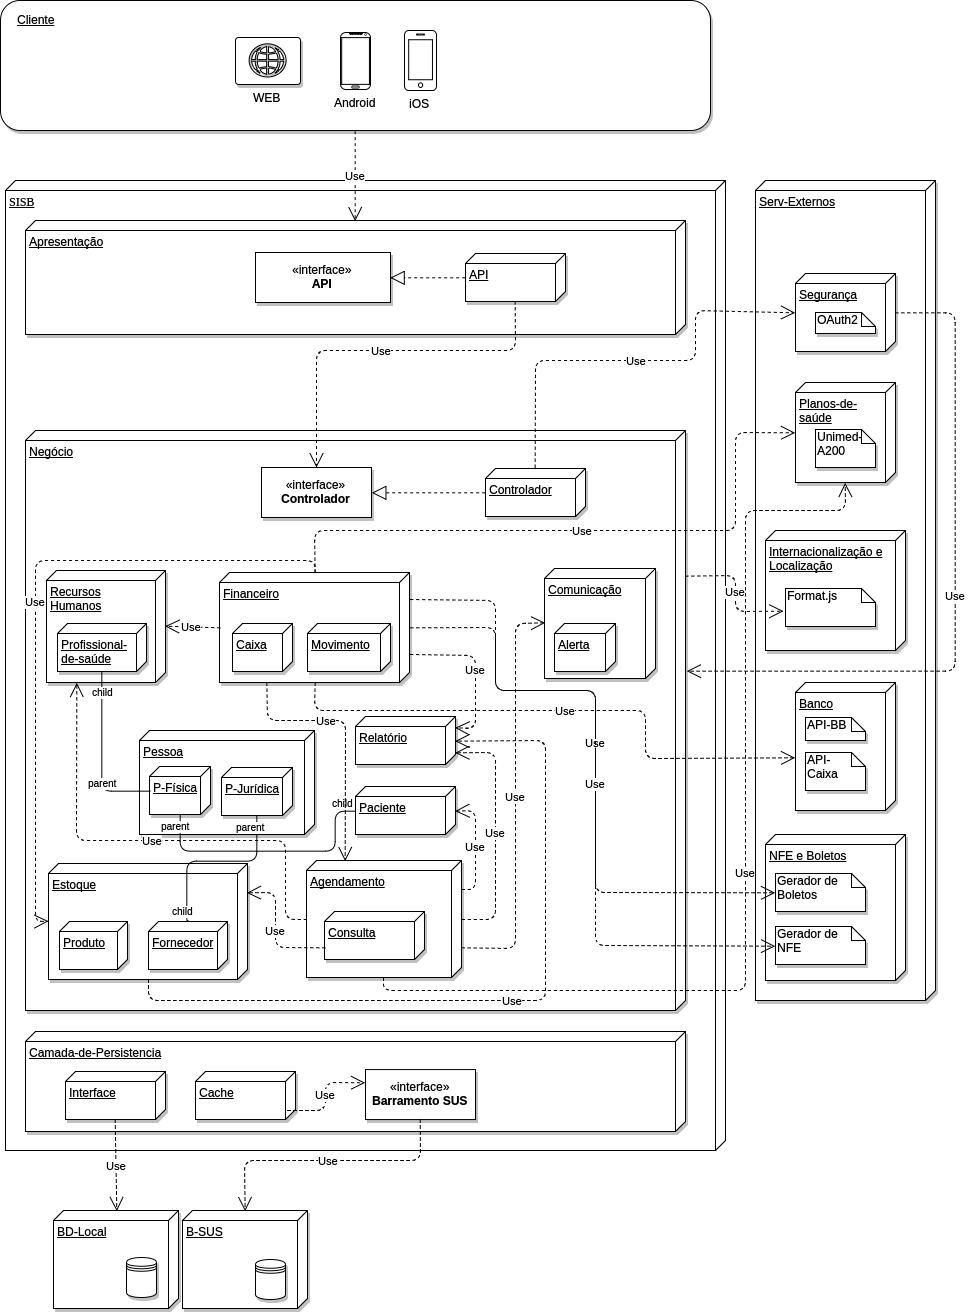 Cliente
WEB
Android
iOS
Use
SISB
Serv-Externos
Apresentação
«interface»
API
API
Segurança
OAuth2
Use
Use
Planos-de-
saúde
Unimed-
A200
Negócio
«interface»
Controlador
Controlador
Use
Internacionalização e
Localização
Format.js
Use
Use
Use
Recursos
Humanos
Profissional-
de-saúde
Use
Financeiro
Caixa
Movimento
Comunicação
Alerta
child
Use
Use
Use
Banco
API-BB
API-
Caixa
Relatório
Use
Pessoa
P-Física
P-Jurídica
parent
Use
Use
child
Paciente
parent
parent
Use
Use
Use
NFE e Boletos
Gerador de
Boletos
Gerador de
NFE
Use
Estoque
Produto
Fornecedor
child
Use
Agendamento
Consulta
Use
Camada-de-Persistencia
Interface
Cache
Use
«interface»
Barramento SUS
Use
Use
BD-Local
B-SUS